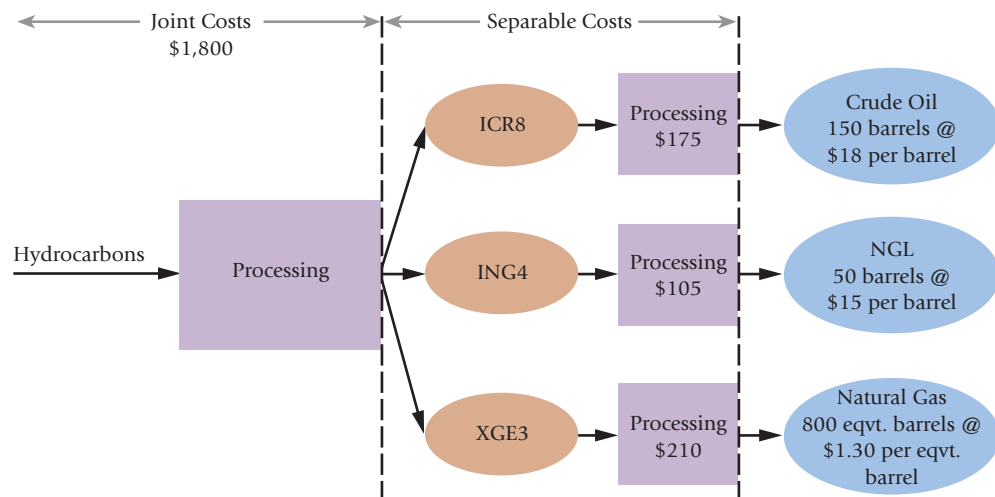 Joint Costs
$1,800
Separable Costs
ICR8
Processing
$175
Crude Oil
150 barrels @
$18 per barrel
Hydrocarbons
Processing
ING4
Processing
$105
NGL
50 barrels @
$15 per barrel
XGE3
Processing
$210
Natural Gas
800 eqvt. barrels @
$1.30 per eqvt.
barrel